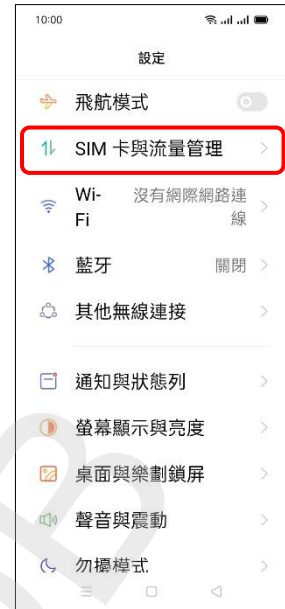 10:00
設定
飛航模式
SIM 卡與流量管理
Wi-
Fi
沒有網際網路連
線
藍牙
關閉
其他無線連接
通知與狀態列
螢幕顯示與亮度
桌面與樂劃鎖屏
聲音與震動
勿擾模式